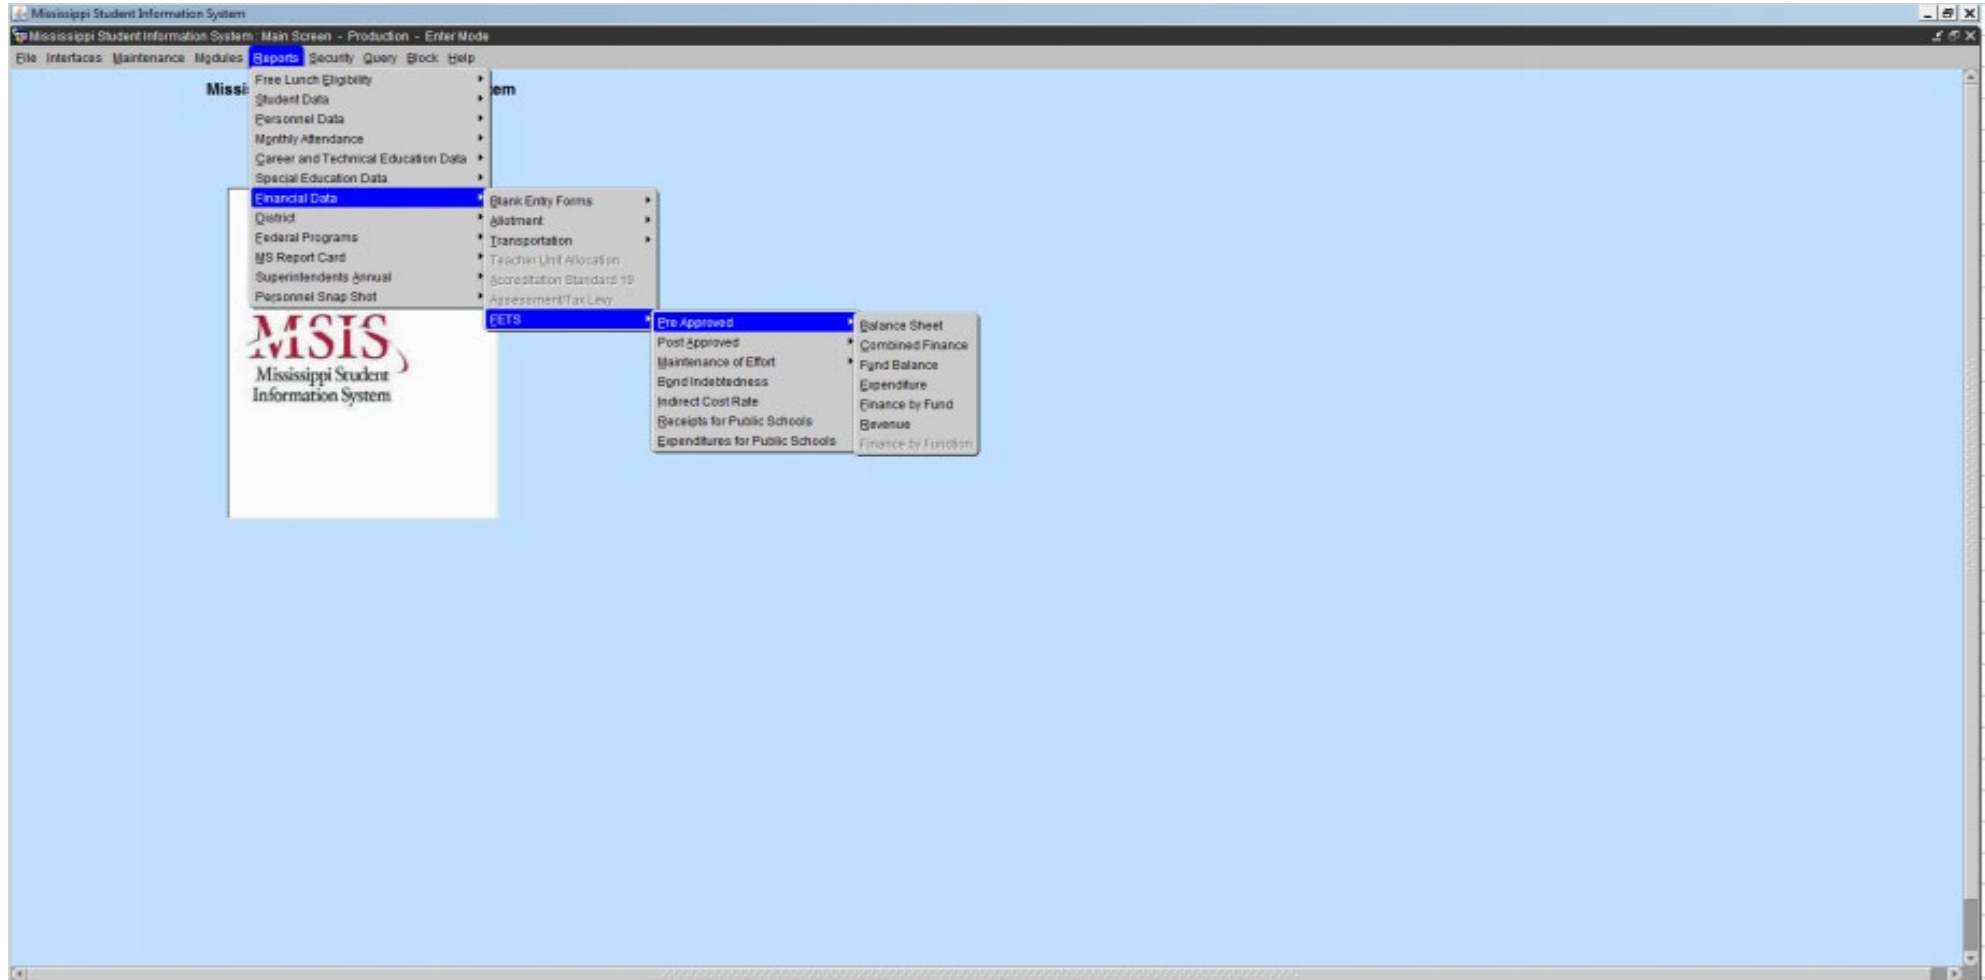 Mississippi Student Information System
Mississippi Student Information System : Main Screen - Production - Enter Mode
File Interfaces Maintenance Modules Reports Security Query Block Help
Missi
em
Free Lunch Eligibility
Student Data
Personnel Data
Monthly Attendance
Career and Technical Education Data
Special Education Data
Financial Data
District
Federal Programs
MS Report Card
Superintendents Annual
Personnel Snap Shot
Blank Entry Forms
Allotment
Transportation
Teacher Unit Allocation
Accreditation Standard 19
Assessment/Tax Levy
FETS
Pre Approved
Post Approved
Maintenance of Effort
Bond Indebtedness
Indirect Cost Rate
Receipts for Public Schools
Expenditures for Public Schools
Balance Sheet
Combined Finance
Fund Balance
Expenditure
Finance by Fund
Revenue
Finance by Function
MSIS
Mississippi Student
Information System